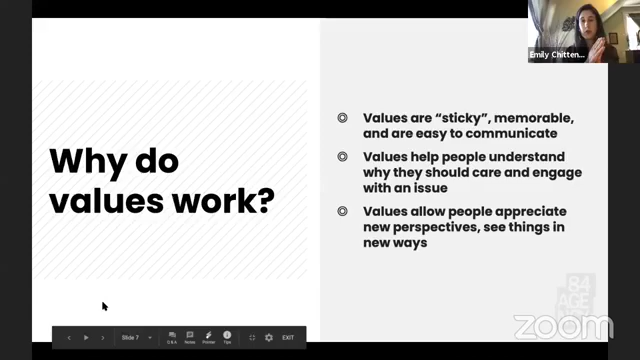 Emily Chitten...
Why do
values work?
Values are “sticky”, memorable,
and are easy to communicate
Values help people understand
why they should care and engage
with an issue
Values allow people appreciate
new perspectives, see things in
new ways
84
AGE
zoom
Slide 7
Q & A
Notes
Pointer
Tips
EXIT